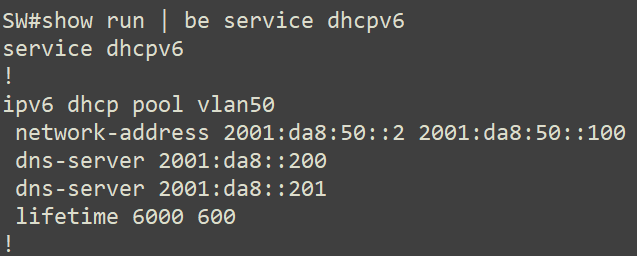 SW#show run | be service dhcpv6
service dhcpv6
!
ipv6 dhcp pool vlan50
 network-address 2001:da8:50::2 2001:da8:50::100
 dns-server 2001:da8::200
 dns-server 2001:da8::201
 lifetime 6000 600
!